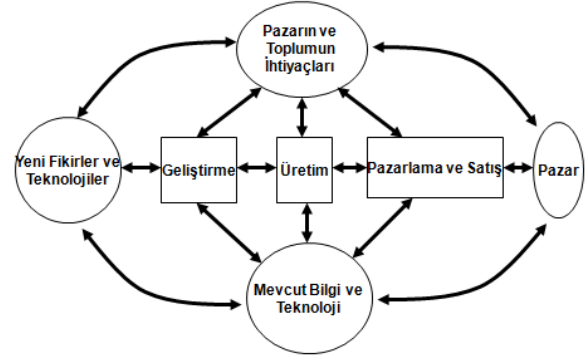 Pazarın ve
Toplumun
İhtiyaçları
Yeni Fikirler ve
Teknolojiler
Geliştirme
Üretim
Pazarlama ve Satış
Pazar
Mevcut Bilgi ve
Teknoloji